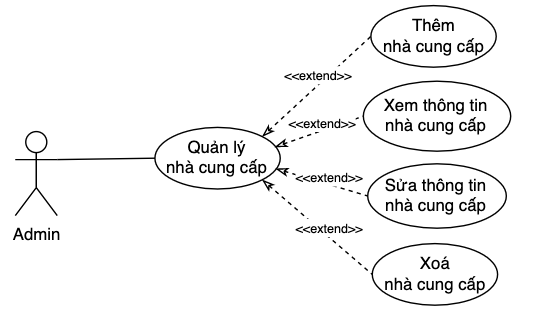 Thêm
nhà cung cấp
<<extend>>
Xem thông tin
nhà cung cấp
<<extend>>
Quản lý
nhà cung cấp
<<extend>>
Sửa thông tin
nhà cung cấp
Admin
<<extend>>
Xoá
nhà cung cấp